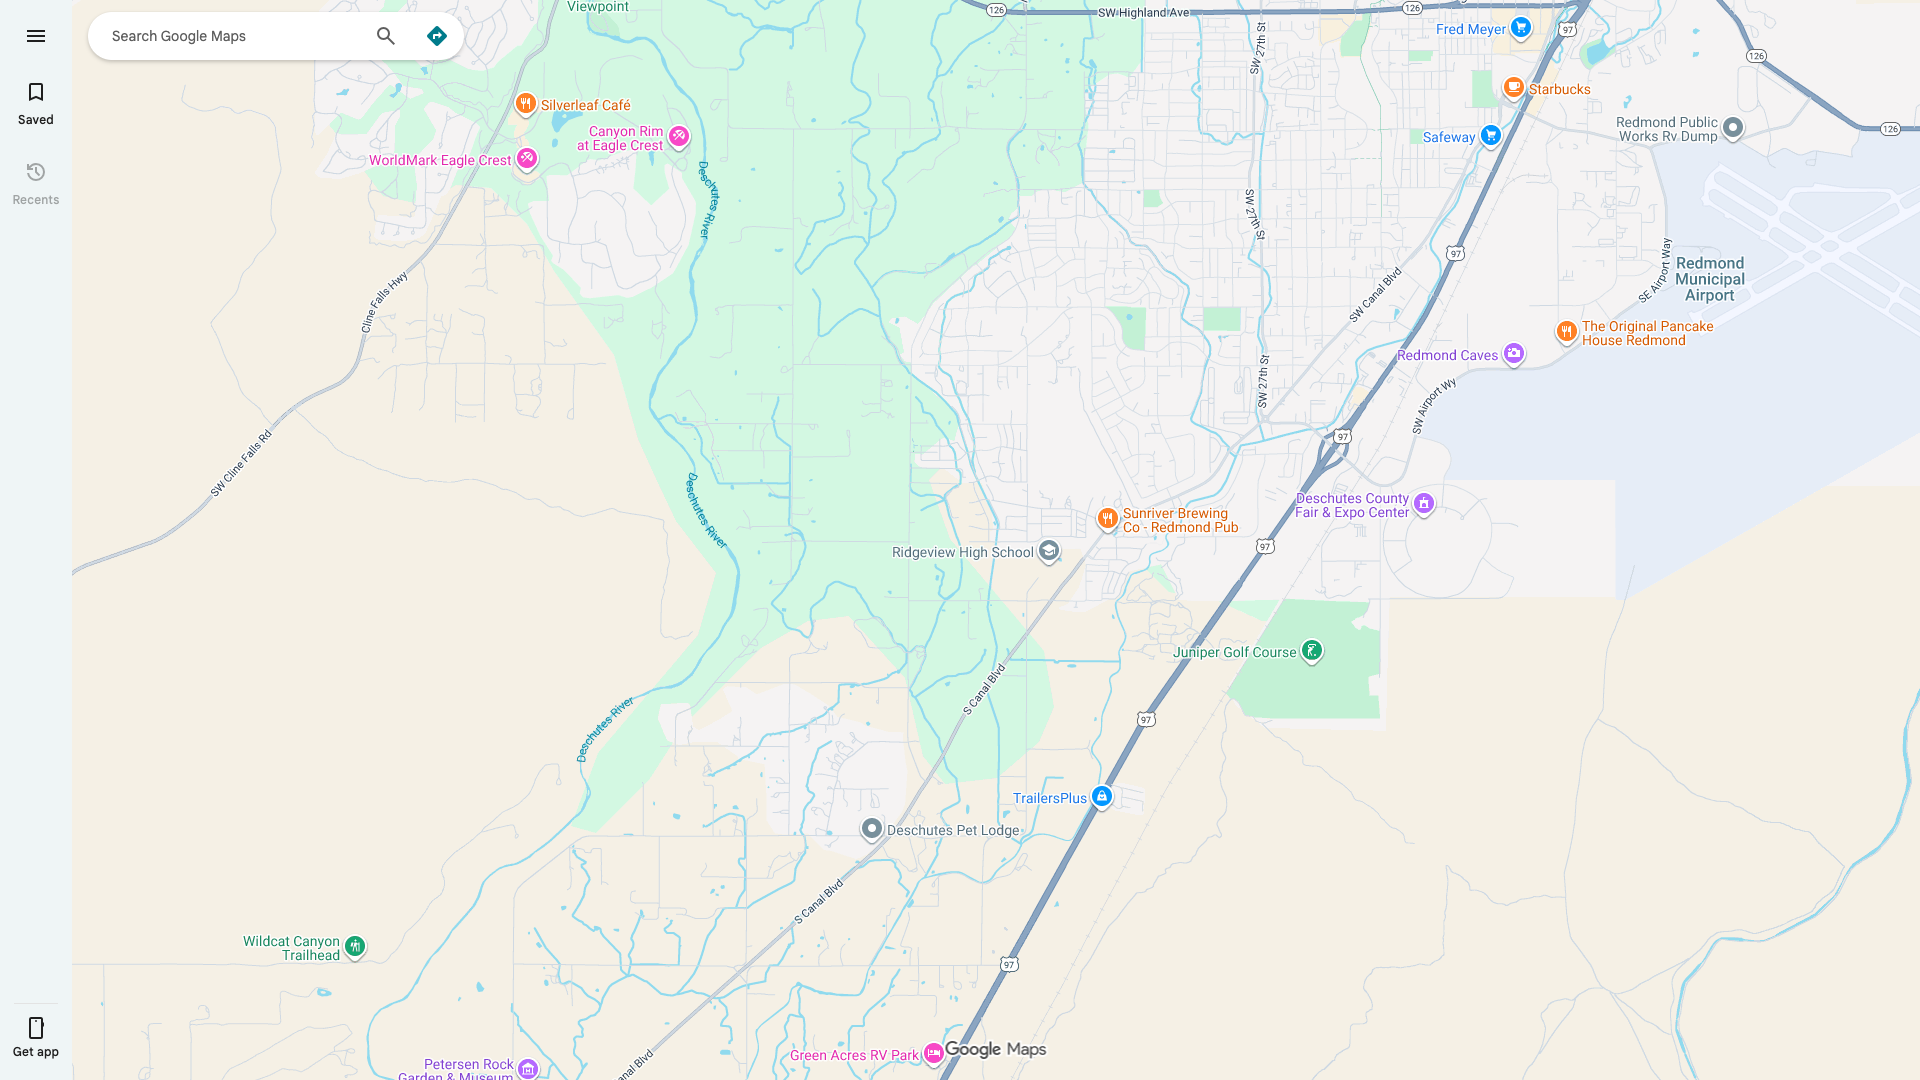 Search Google Maps
Saved
Recents
Get app
Viewpoint
126
SW Highland Ave
126
Fred Meyer
97
126
126
Silverleaf Café
Canyon Rim
at Eagle Crest
WorldMark Eagle Crest
Deschutes River
SW 27th St
Starbucks
Safeway
Redmond Public
Works Rv Dump
SW 27th St
97
SW Canal Blvd
SE Airport Way
Redmond
Municipal
Airport
Cline Falls Hwy
The Original Pancake
House Redmond
Redmond Caves
SW 27th St
SW Airport Wy
SW Cline Falls Rd
97
Deschutes River
Deschutes County
Fair & Expo Center
Sunriver Brewing
Co - Redmond Pub
Ridgeview High School
97
Juniper Golf Course
S Canal Blvd
97
Deschutes River
TrailersPlus
Deschutes Pet Lodge
S Canal Blvd
Wildcat Canyon
Trailhead
97
Green Acres RV Park
Google Maps
Petersen Rock
Garden & Museum
anal Blvd